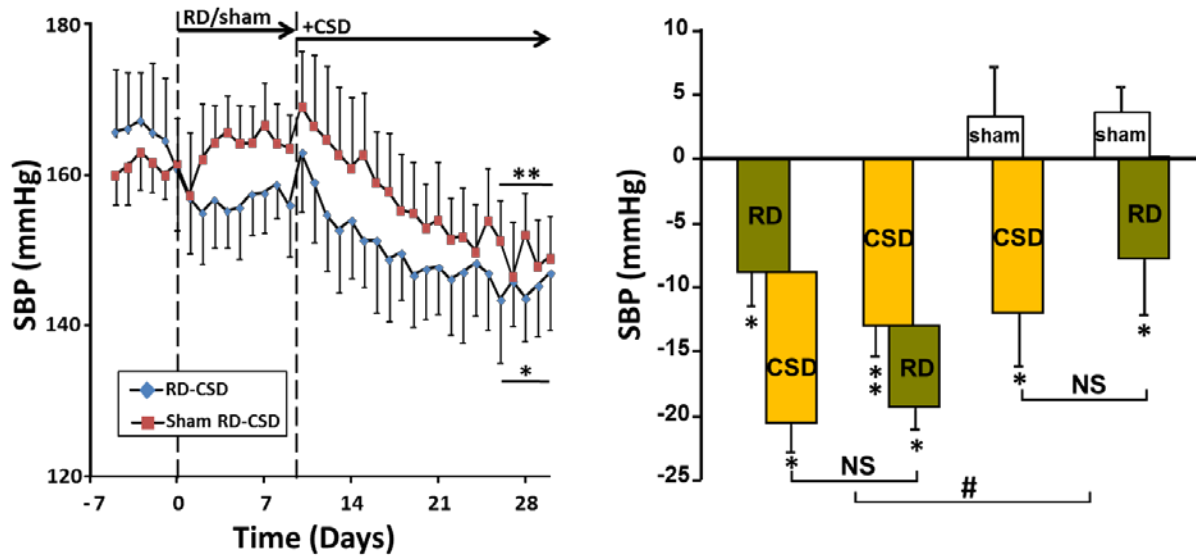 RD/sham
+CSD
180
160
140
120
SBP (mmHg)
**
*
RD-CSD
Sham RD-CSD
-7 0 7 14 21 28
Time (Days)
10
5
0
-5
-10
-15
-20
-25
SBP (mmHg)
sham sham
RD CSD CSD RD
CSD RD
* * * * * * *
NS
NS
#